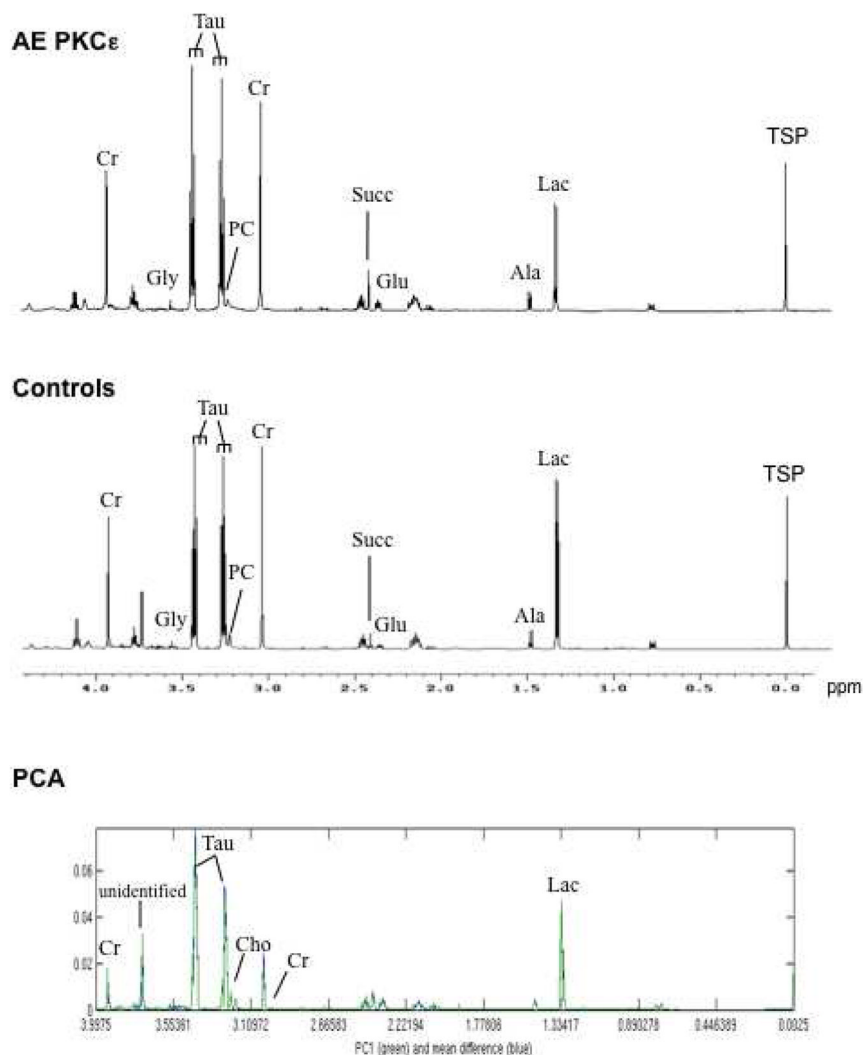 AE PKCε
Tau
Cr
Cr
TSP
Succ
Lac
PC
Gly
Glu
Ala
Controls
Tau
Cr
Lac
TSP
Cr
Succ
PC
Gly
Glu
Ala
4.0 3.5 3.0 2.5 2.0 1.5 1.0 0.5 0.0 ppm
PCA
Tau
unidentified
Lac
Cr
Cho
Cr
0.06
0.04
0.02
0
3.9975 3.55361 3.10972 2.66583 2.22194 1.77806 1.33417 0.890278 0.446389 0.0025
PC1 (green) and mean difference (blue)